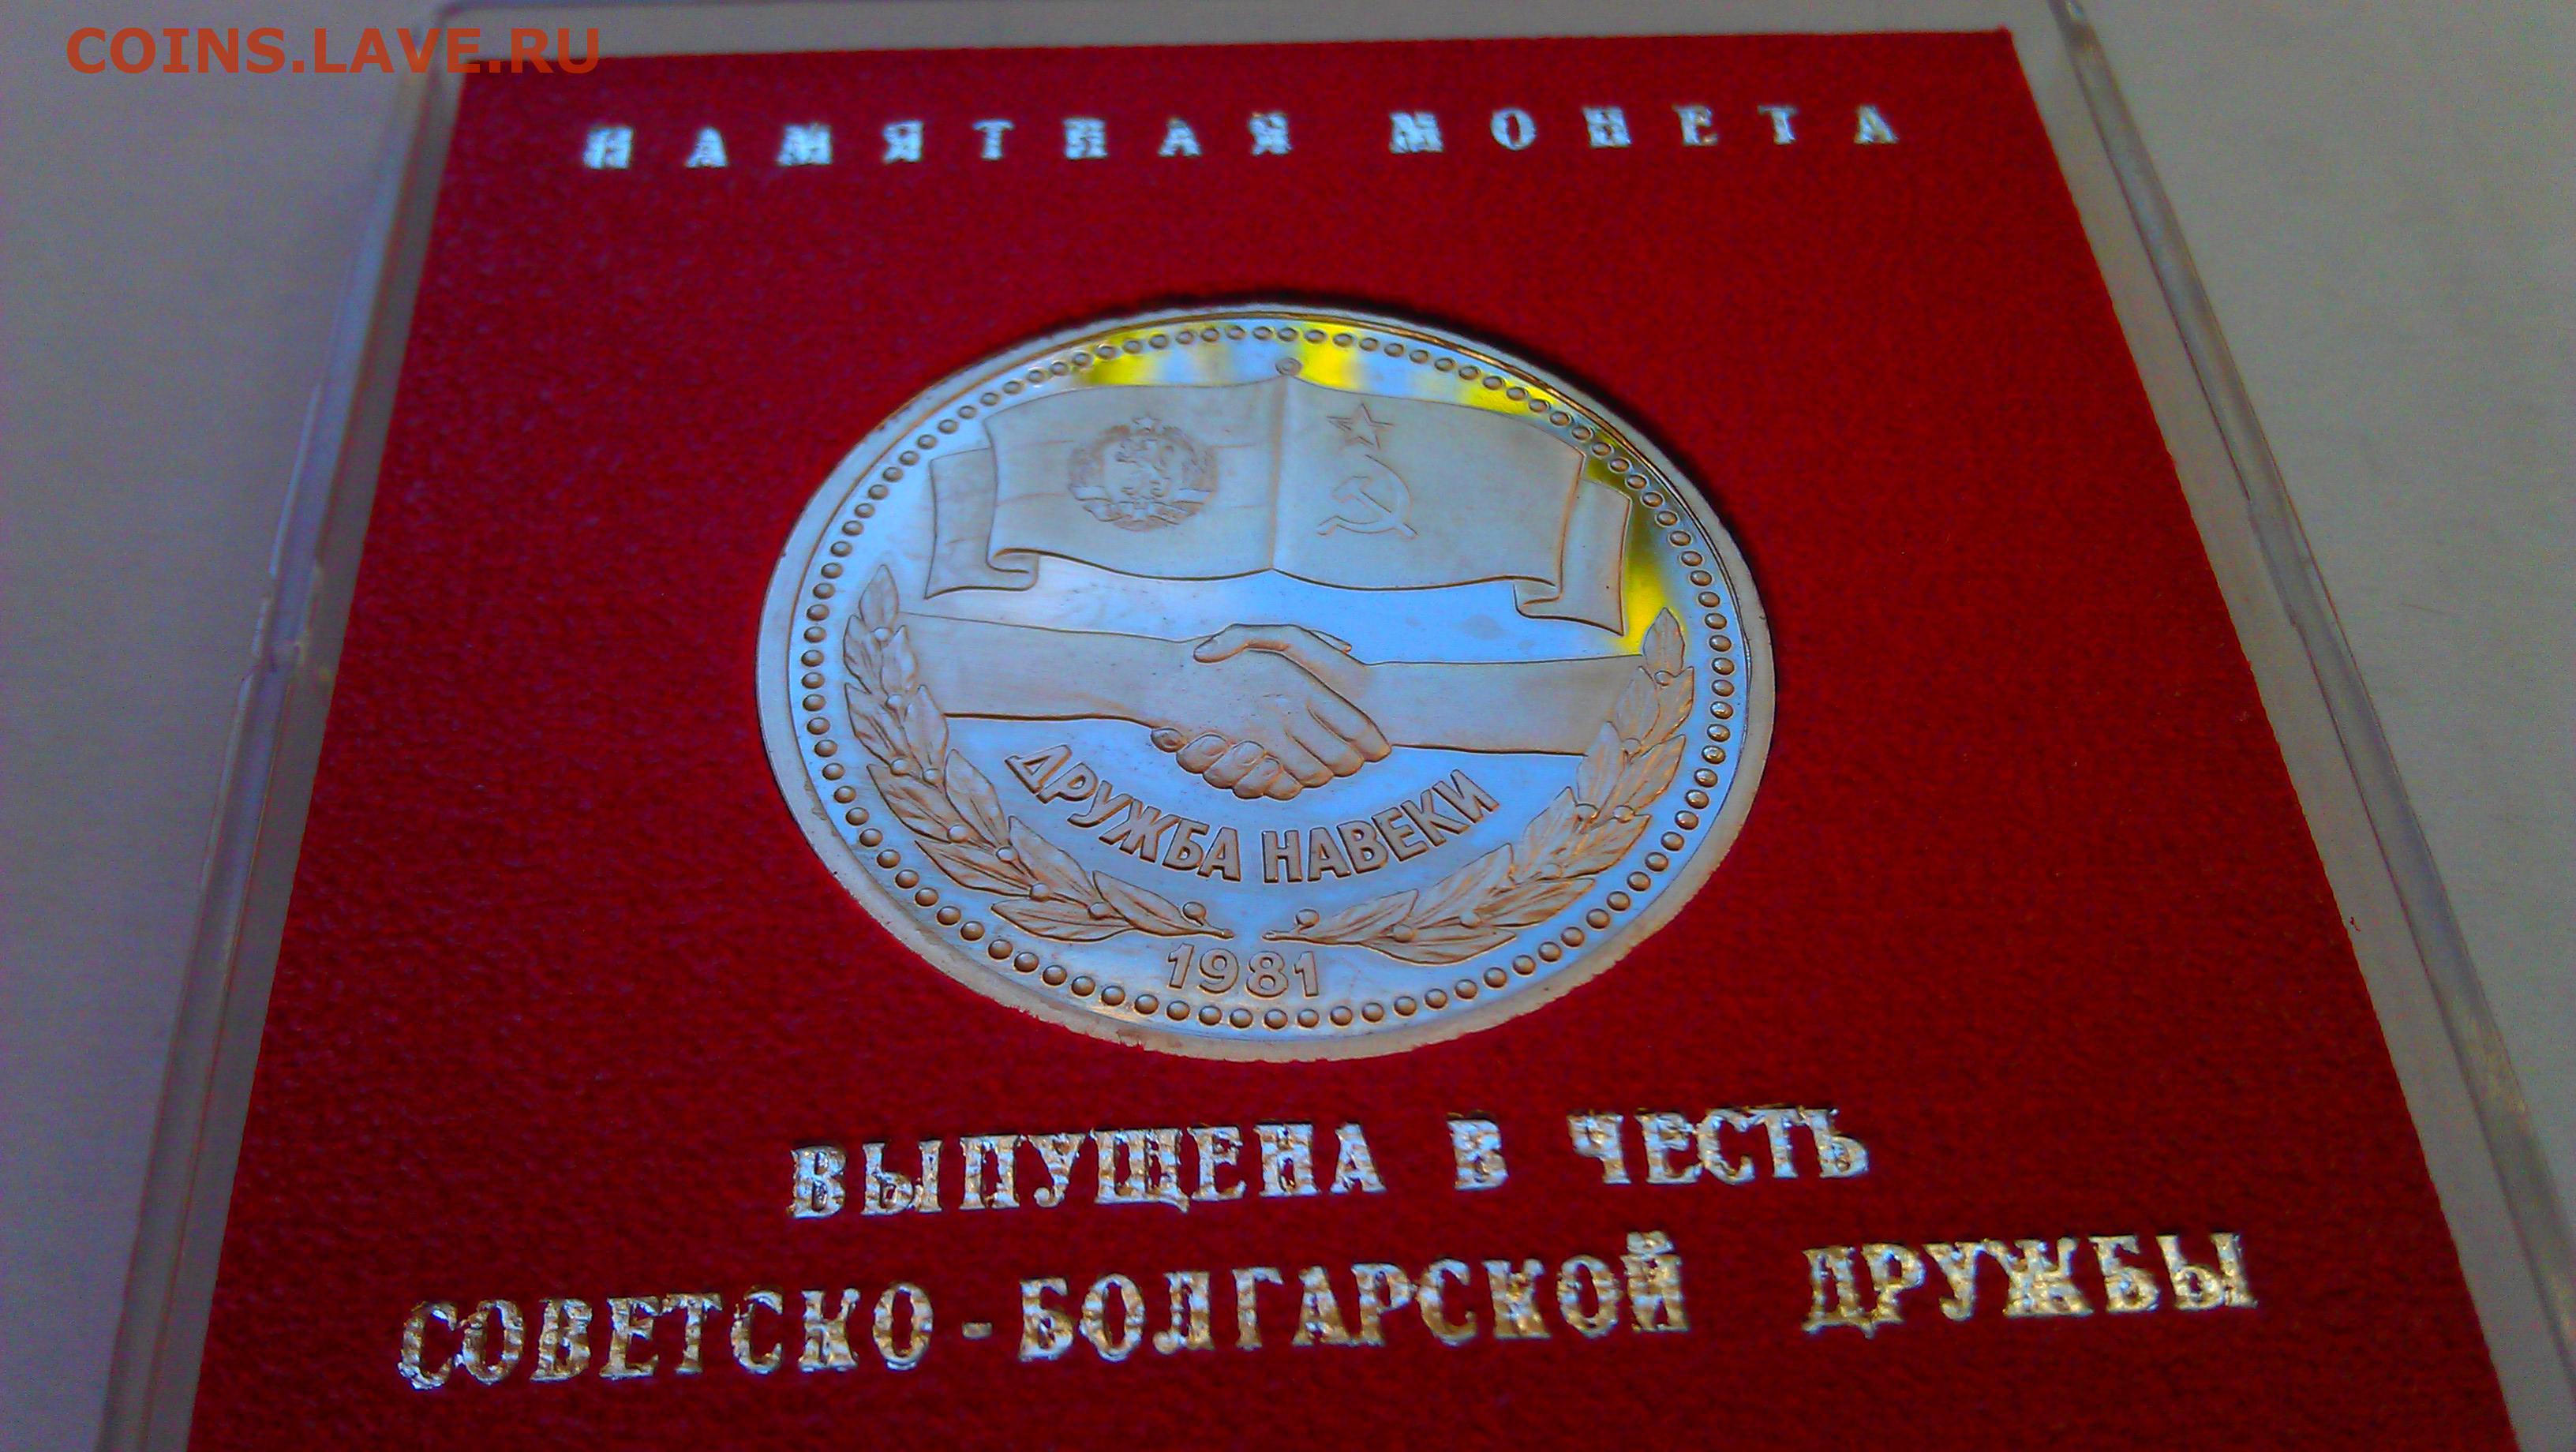 COINS.LAVE.RU
ПАМЯТНАЯ МОНЕТА
ДРУЖБА НАВЕКИ
1981
ВЫПУЩЕНА В ЧЕСТЬ
СОВЕТСКО-БОЛГАРСКОЙ ДРУЖБЫ